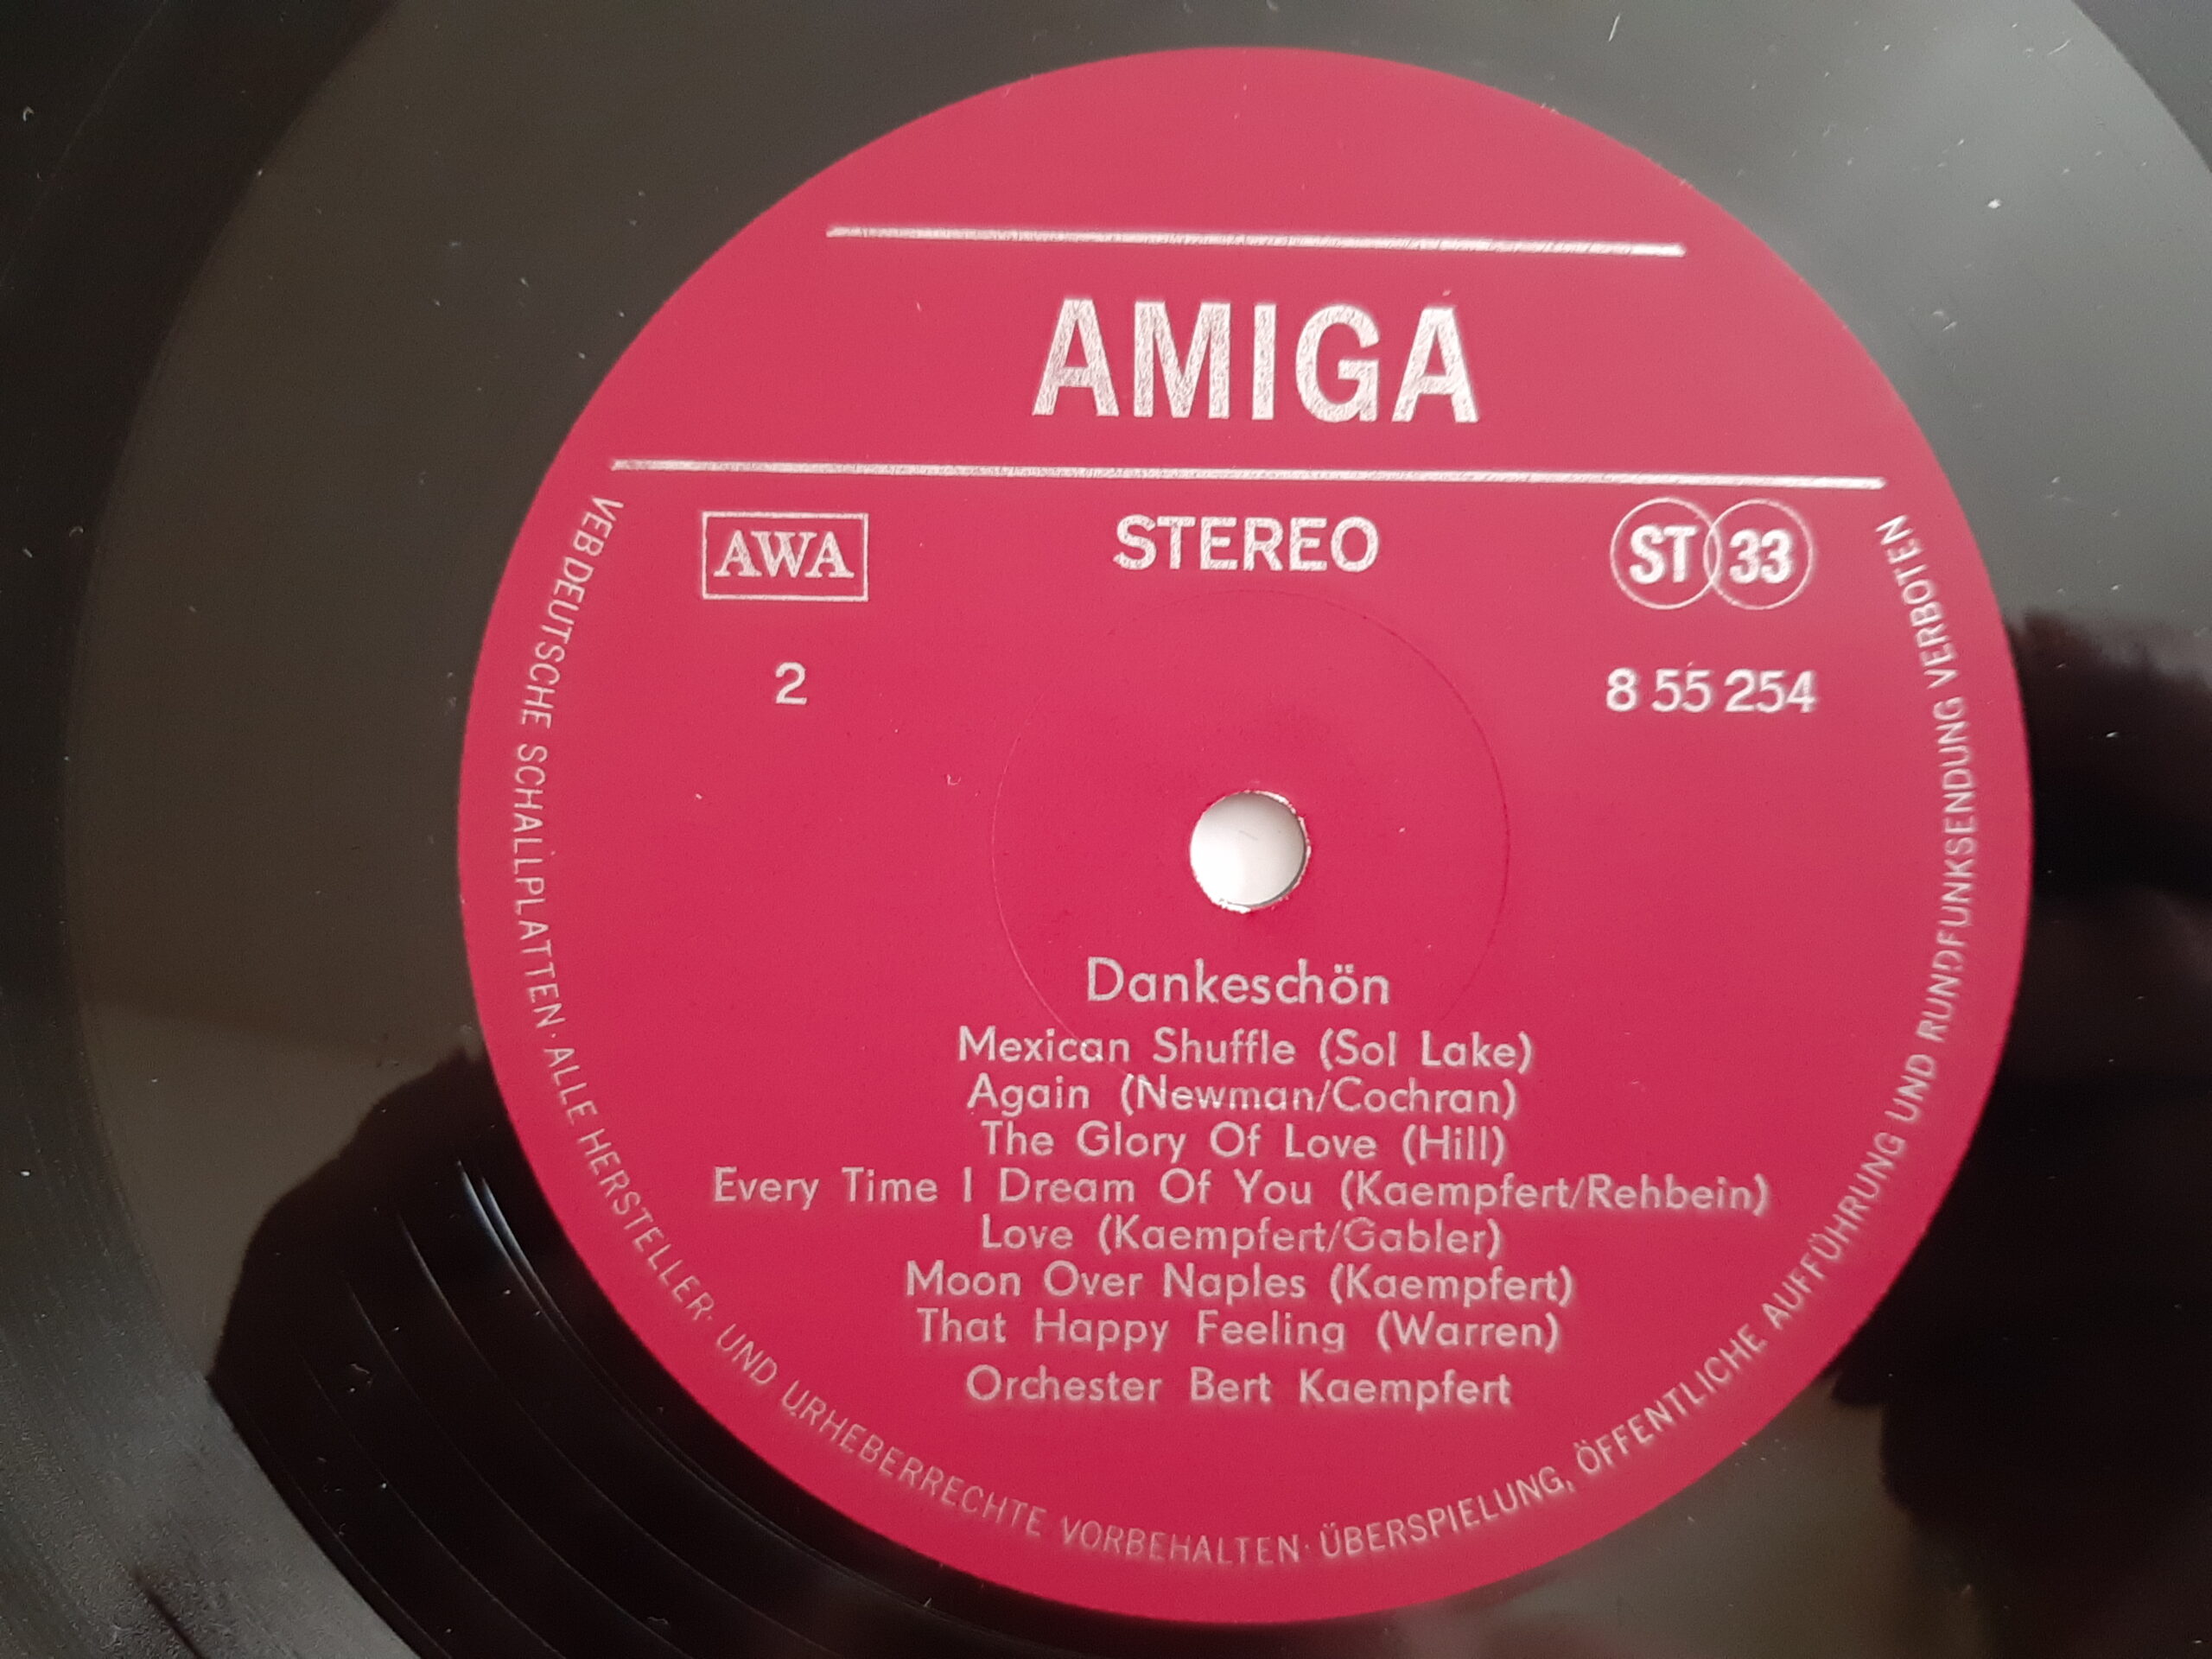 AMIGA
AWA
STEREO
ST 33
2
8 55 254
Dankeschön
Mexican Shuffle (Sol Lake)
Again (Newman/Cochran)
The Glory Of Love (Hill)
Every Time I Dream Of You (Kaempfert/Rehbein)
Love (Kaempfert/Gabler)
Moon Over Naples (Kaempfert)
That Happy Feeling (Warren)
Orchester Bert Kaempfert
VEB DEUTSCHE SCHALLPLATTEN · ALLE HERSTELLER- UND URHEBERRECHTE VORBEHALTEN · ÜBERSPIELUNG, ÖFFENTLICHE AUFFÜHRUNG UND RUNDFUNKSENDUNG VERBOTEN